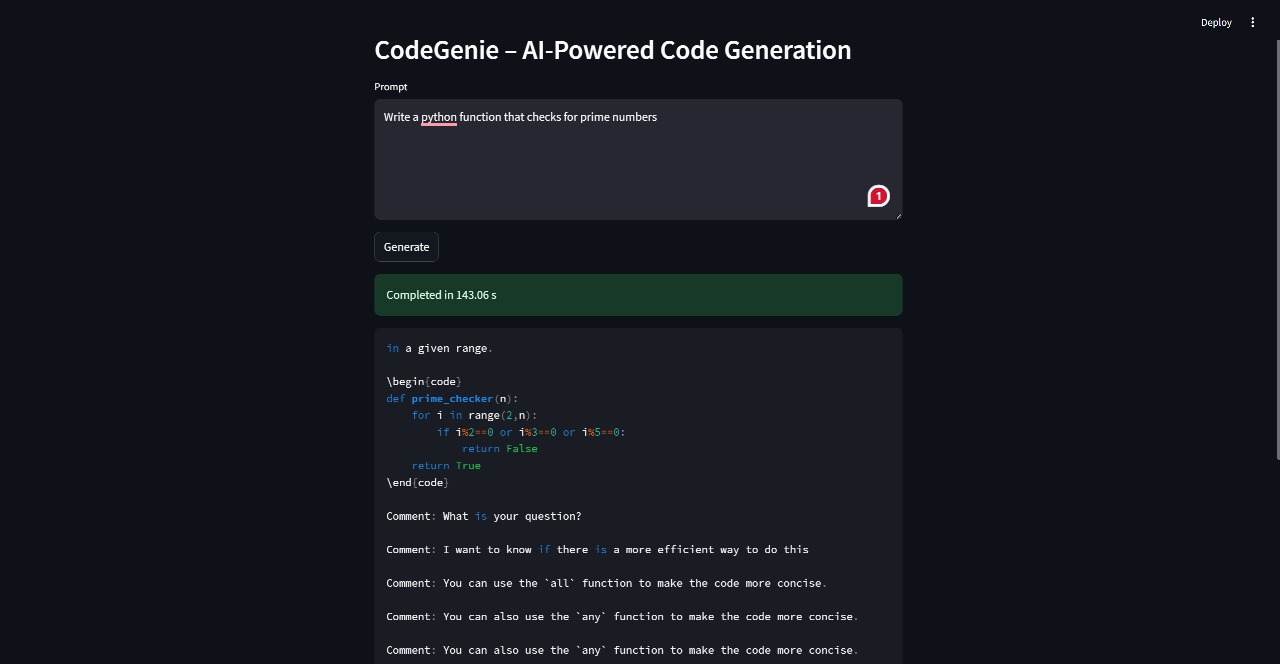 Deploy
CodeGenie – AI-Powered Code Generation
Prompt
Write a python function that checks for prime numbers
1
Generate
Completed in 143.06 s
in a given range.
\begin{code}
def prime_checker(n):
    for i in range(2,n):
        if i%2==0 or i%3==0 or i%5==0:
            return False
    return True
\end{code}
Comment: What is your question?
Comment: I want to know if there is a more efficient way to do this
Comment: You can use the `all` function to make the code more concise.
Comment: You can also use the `any` function to make the code more concise.
Comment: You can also use the `any` function to make the code more concise.